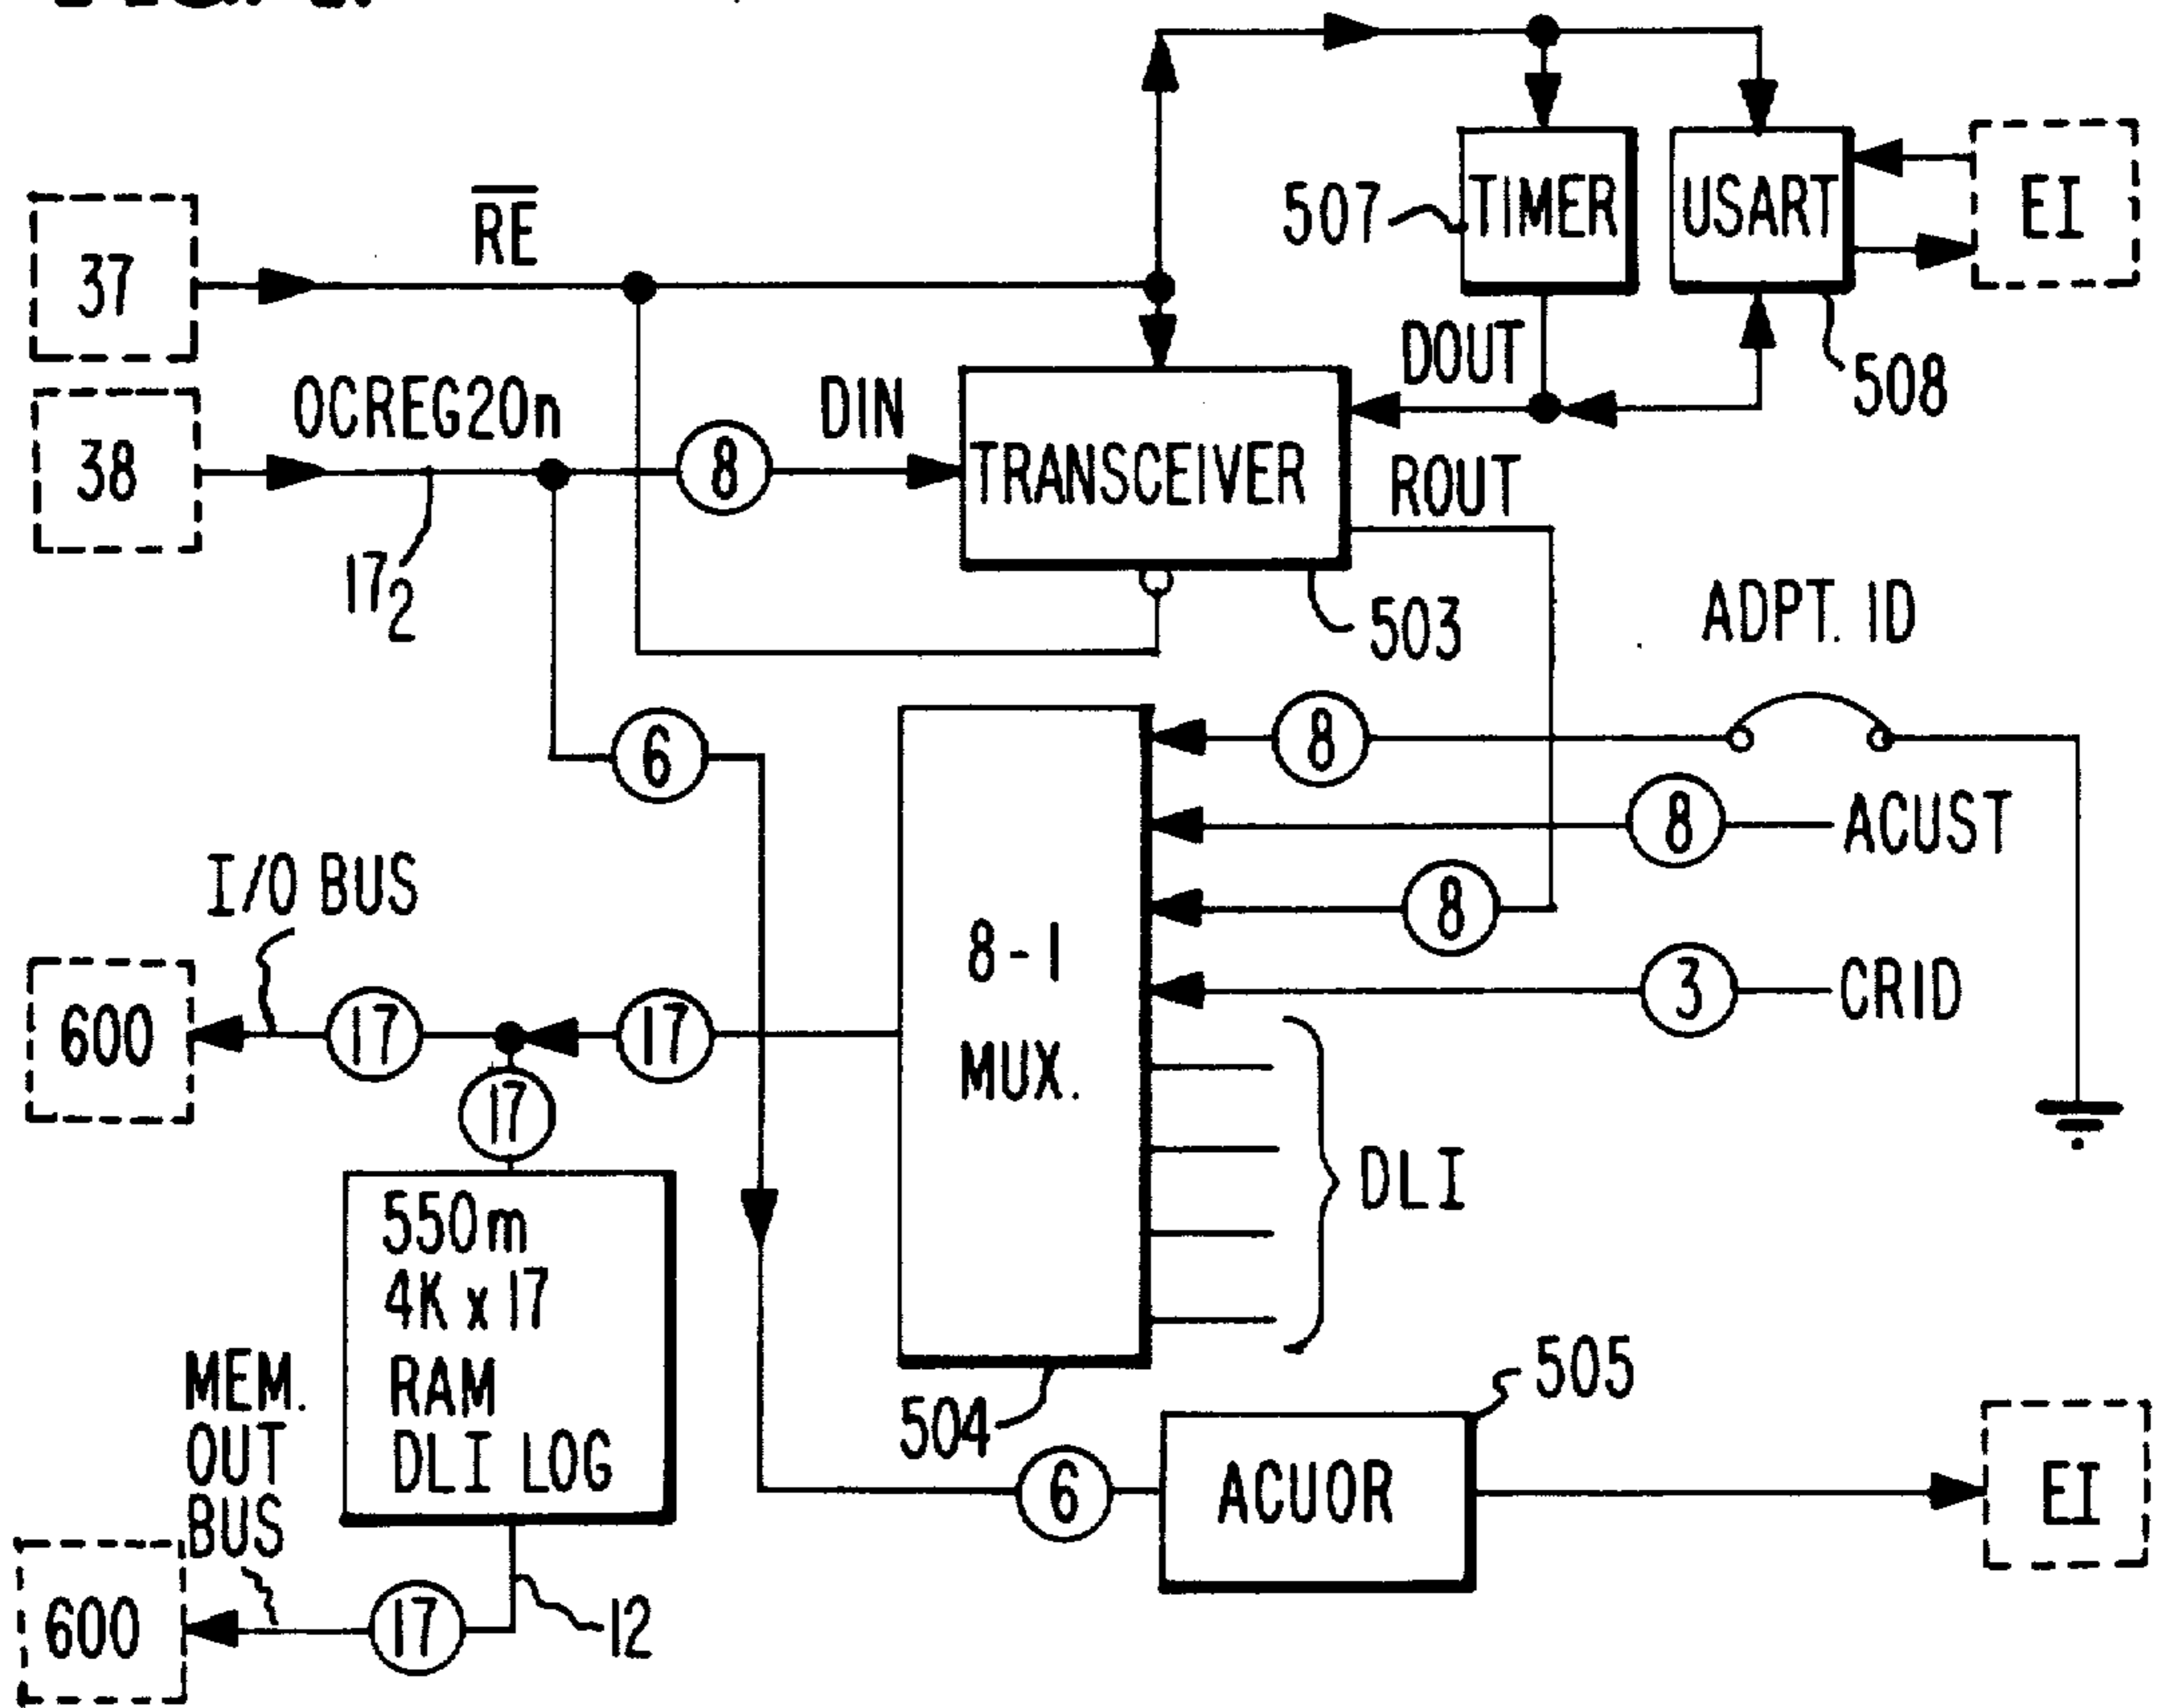 507
TIMER
USART
EI
RE
37
DOUT
508
OCREG20n
DIN
38
8
TRANSCEIVER
ROUT
17₂
503
ADPT. ID
8
6
8
ACUST
I/O BUS
8
8-1
MUX.
3
CRID
600
17
17
17
DLI
550m
4K x 17
RAM
DLI LOG
MEM.
OUT
BUS
504
505
6
ACUOR
EI
600
17
12